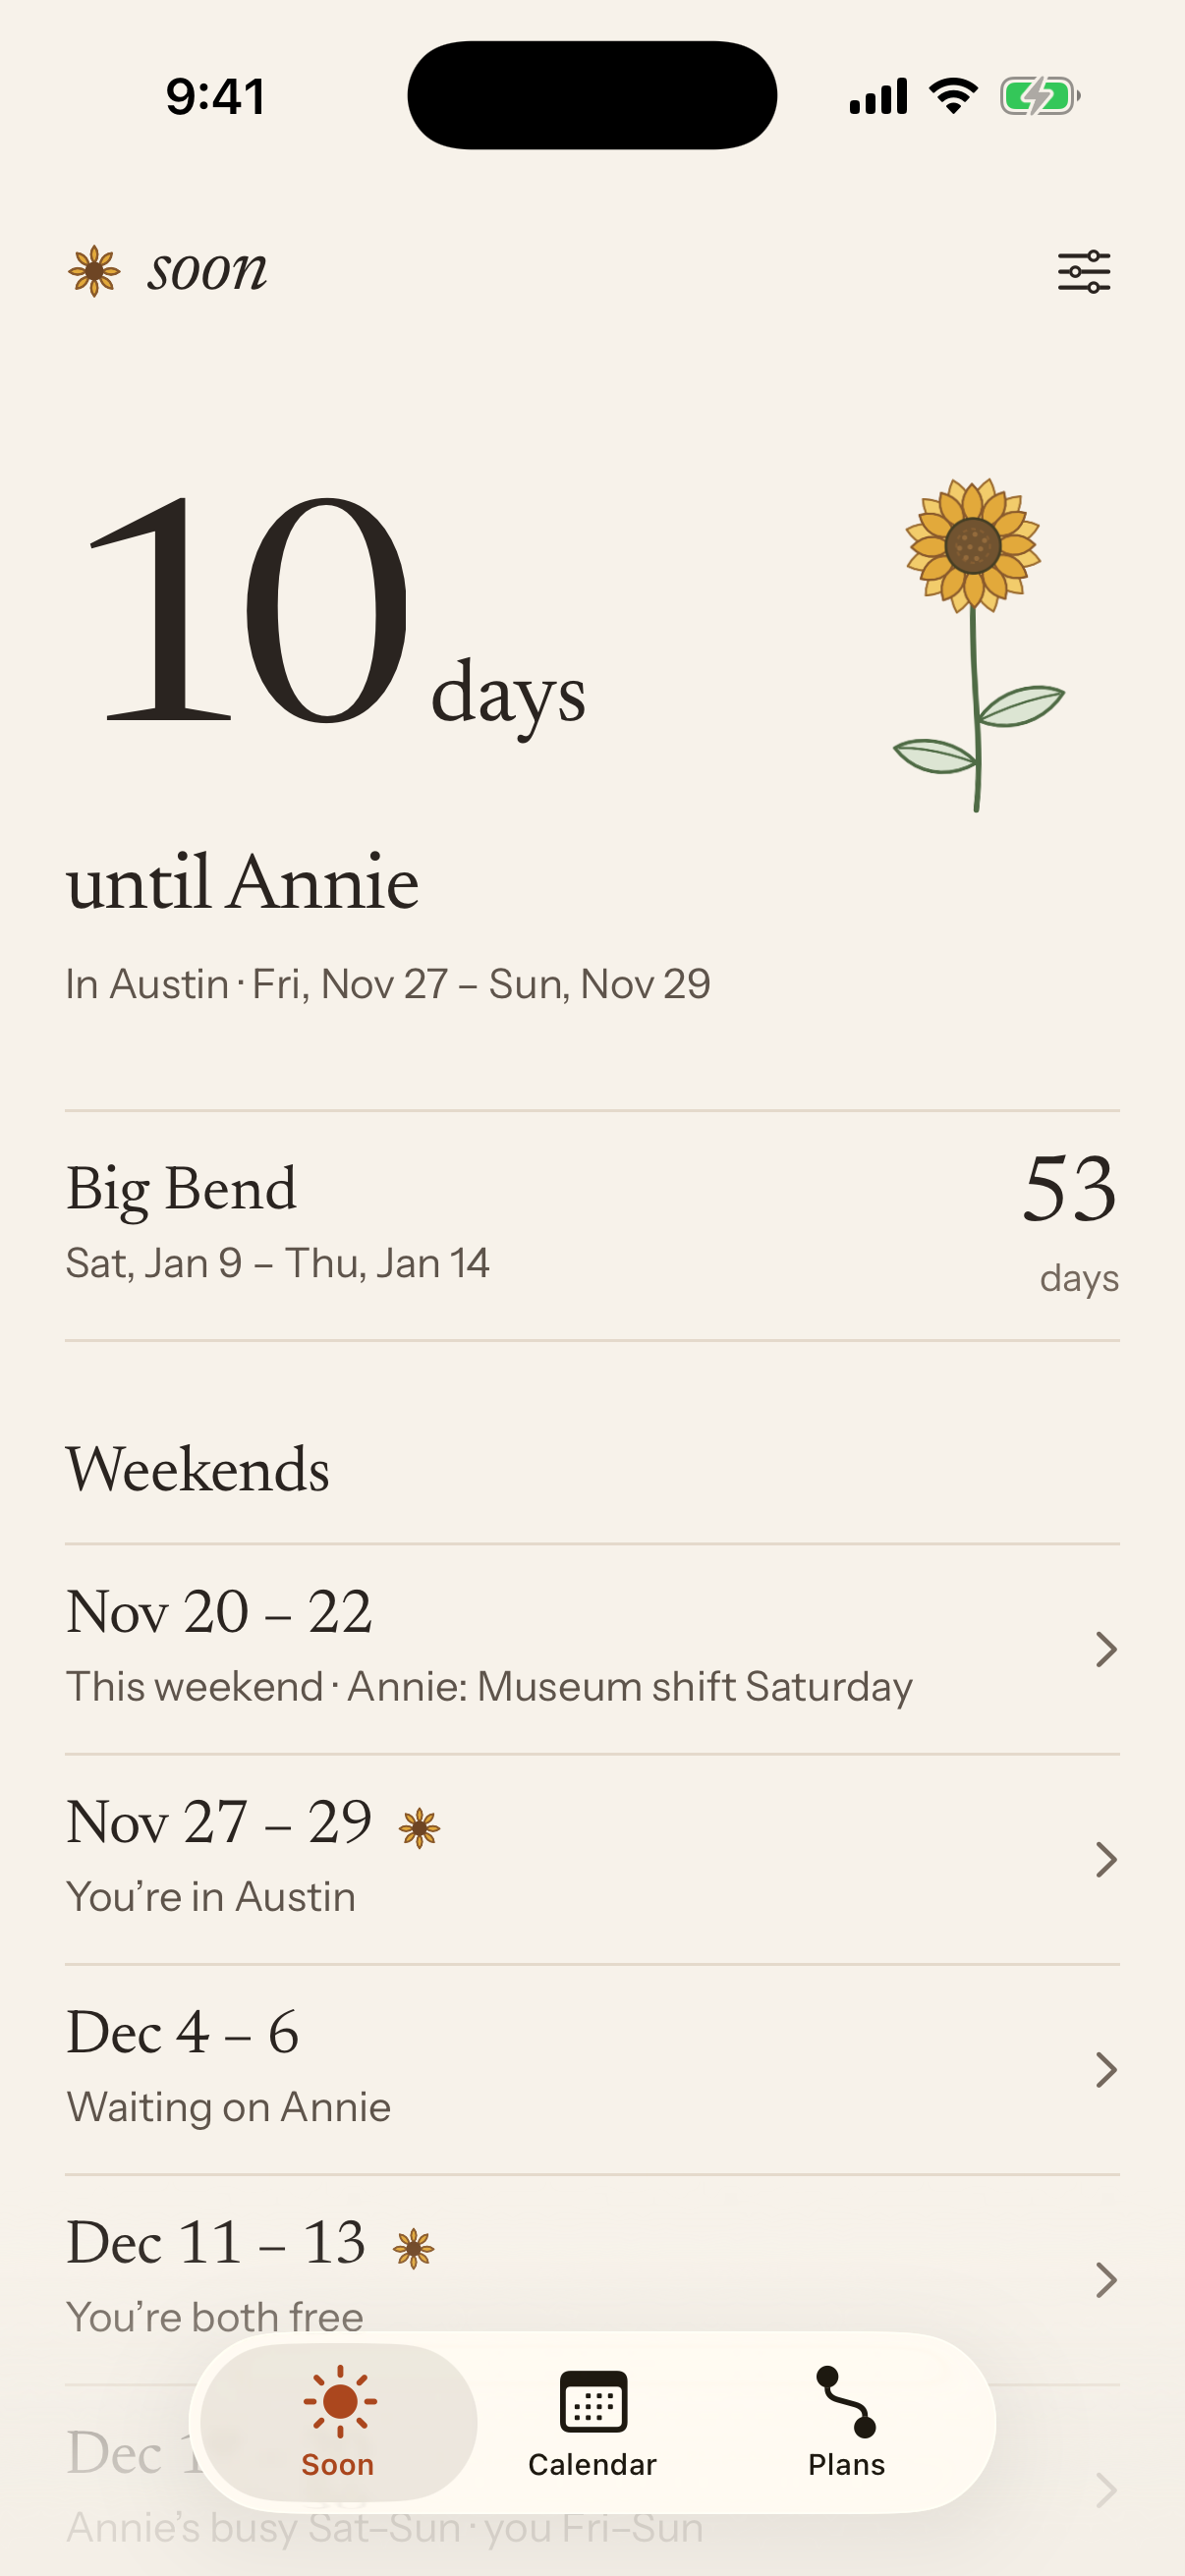 9:41
soon
10 days
until Annie
In Austin · Fri, Nov 27 – Sun, Nov 29
Big Bend
53
Sat, Jan 9 – Thu, Jan 14
days
Weekends
Nov 20 – 22
This weekend · Annie: Museum shift Saturday
Nov 27 – 29
You’re in Austin
Dec 4 – 6
Waiting on Annie
Dec 11 – 13
You’re both free
Dec
Annie’s busy Sat–Sun · you Fri–Sun
Soon
Calendar
Plans